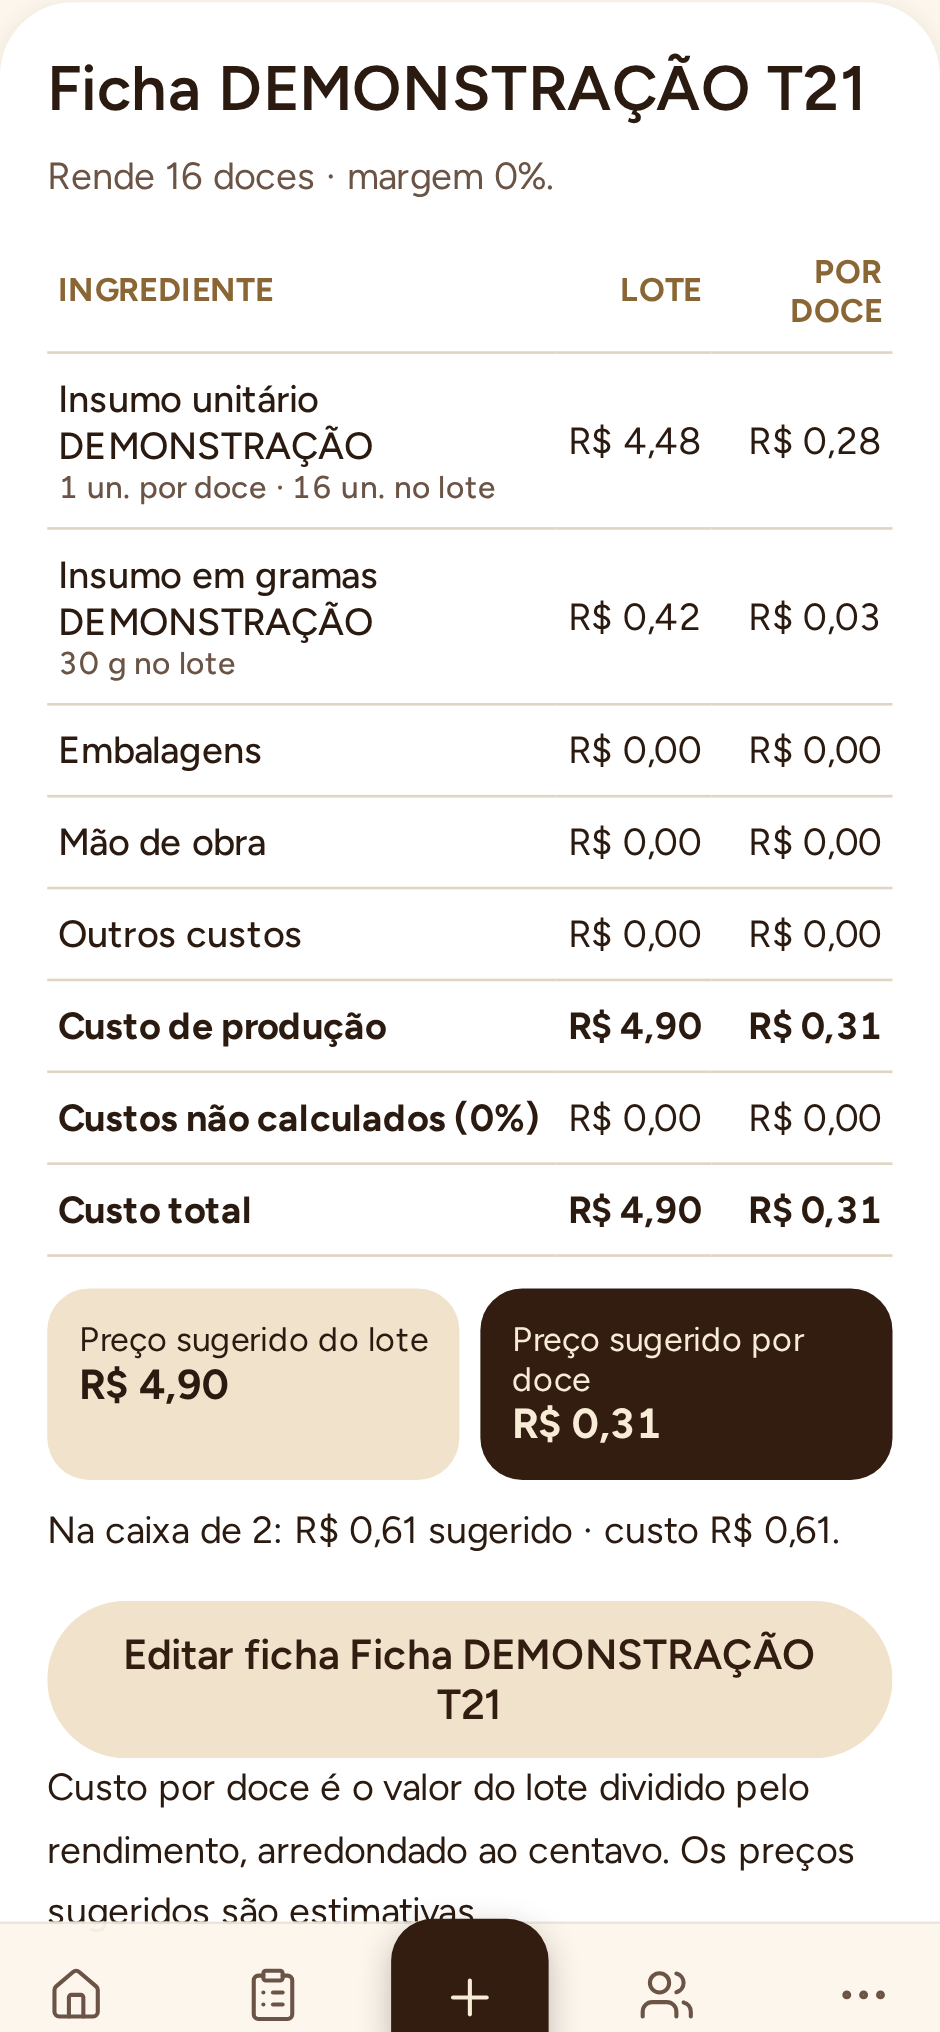 Ficha DEMONSTRAÇÃO T21
Rende 16 doces · margem 0%.
INGREDIENTE LOTE POR DOCE
Insumo unitário
DEMONSTRAÇÃO R$ 4,48 R$ 0,28
1 un. por doce · 16 un. no lote
Insumo em gramas
DEMONSTRAÇÃO R$ 0,42 R$ 0,03
30 g no lote
Embalagens R$ 0,00 R$ 0,00
Mão de obra R$ 0,00 R$ 0,00
Outros custos R$ 0,00 R$ 0,00
Custo de produção R$ 4,90 R$ 0,31
Custos não calculados (0%) R$ 0,00 R$ 0,00
Custo total R$ 4,90 R$ 0,31
Preço sugerido do lote
R$ 4,90
Preço sugerido por
doce
R$ 0,31
Na caixa de 2: R$ 0,61 sugerido · custo R$ 0,61.
Editar ficha Ficha DEMONSTRAÇÃO
T21
Custo por doce é o valor do lote dividido pelo
rendimento, arredondado ao centavo. Os preços
sugeridos são estimativas